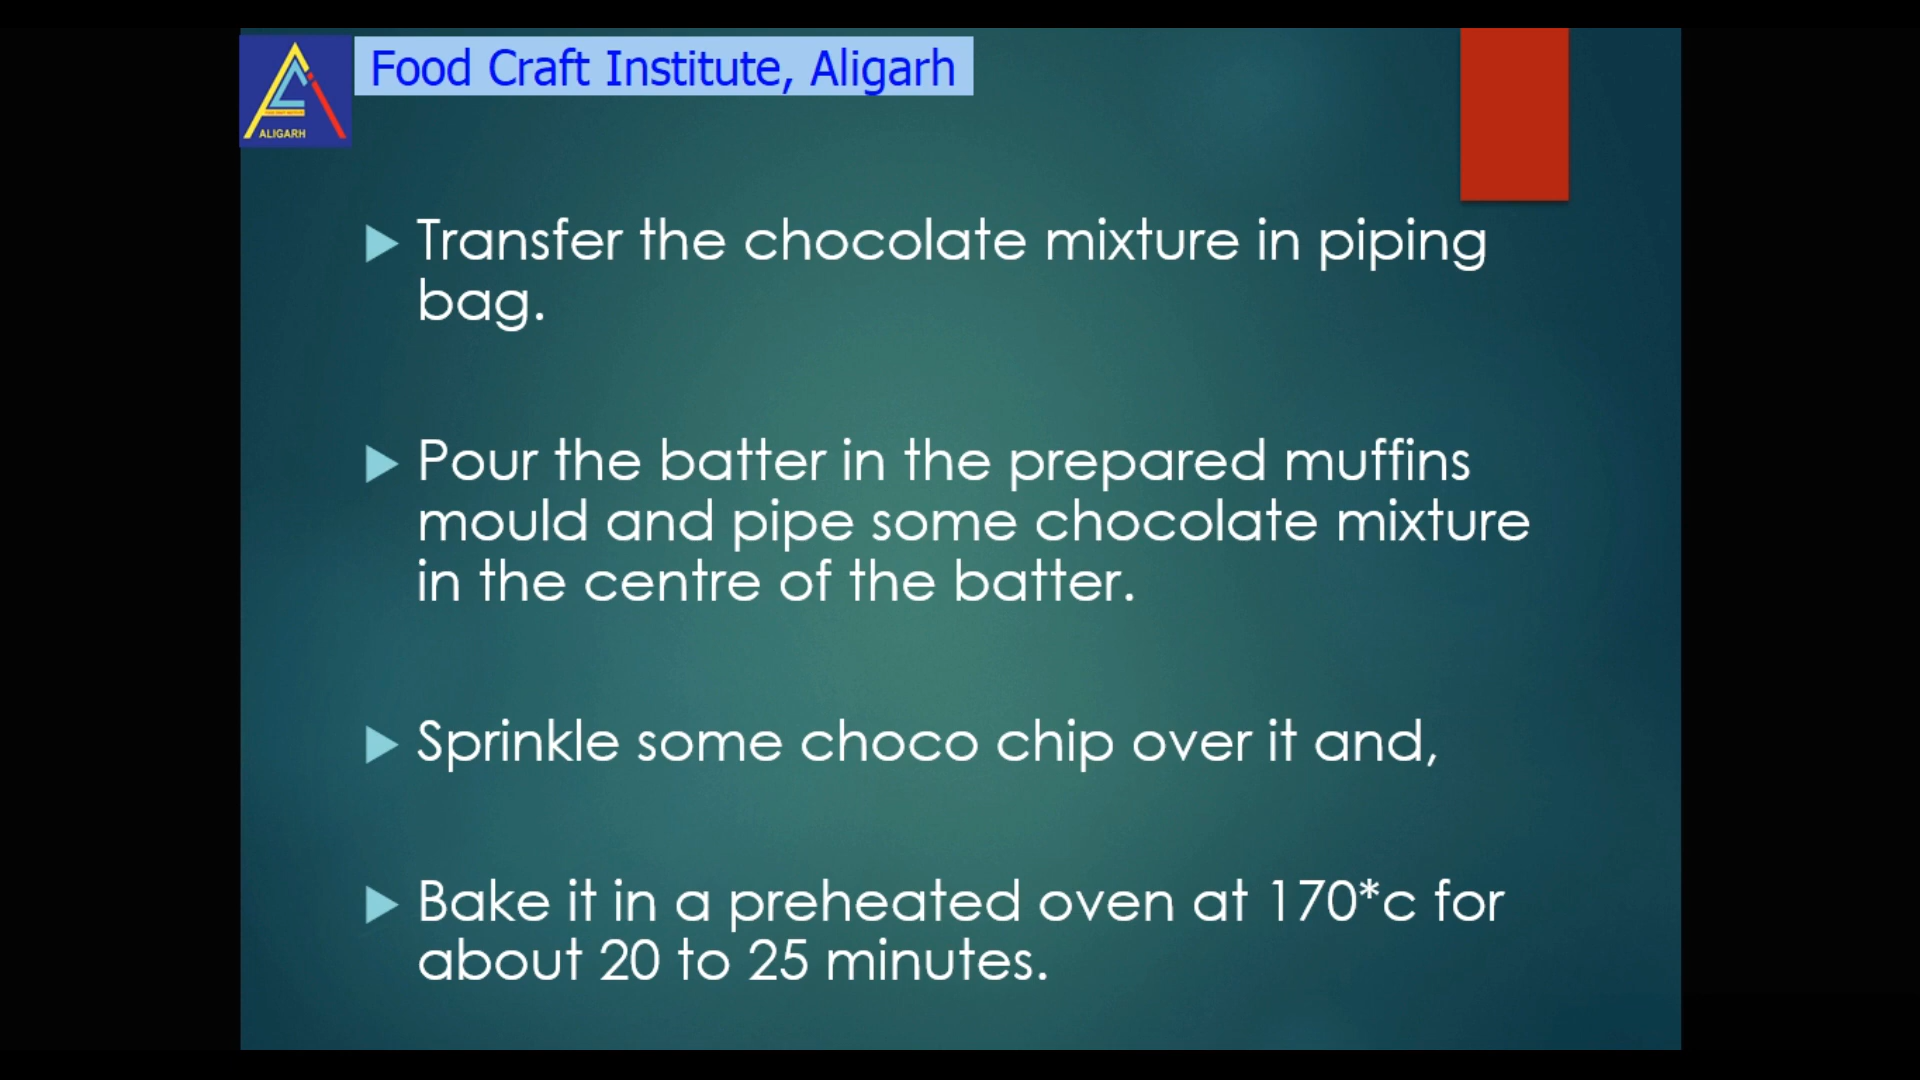 Food Craft Institute, Aligarh
ALIGARH
Transfer the chocolate mixture in piping
bag.
Pour the batter in the prepared muffins
mould and pipe some chocolate mixture
in the centre of the batter.
Sprinkle some choco chip over it and,
Bake it in a preheated oven at 170*c for
about 20 to 25 minutes.